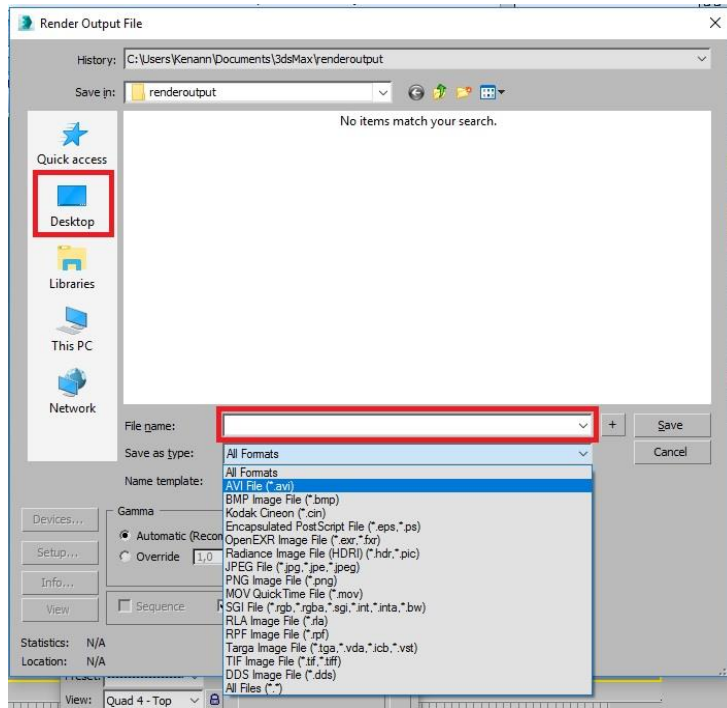 Render Output File
History: C:\Users\Kenann\Documents\3dsMax\renderoutput
Save in: renderoutput
No items match your search.
Quick access
Desktop
Libraries
This PC
Network
File name: + Save
Save as type: All Formats Cancel
Name template:
All Formats
AVI File (*.avi)
BMP Image File (*.bmp)
Kodak Cineon (*.cin)
Encapsulated PostScript File (*.eps,*.ps)
OpenEXR Image File (*.exr,*.fxr)
Radiance Image File (HDRI) (*.hdr,*.pic)
JPEG File (*.jpg,*.jpe,*.jpeg)
PNG Image File (*.png)
MOV QuickTime File (*.mov)
SGI File (*.rgb,*.rgba,*.sgi,*.int,*.inta,*.bw)
RLA Image File (*.rla)
RPF Image File (*.rpf)
Targa Image File (*.tga,*.vda,*.icb,*.vst)
TIF Image File (*.tif,*.tiff)
DDS Image File (*.dds)
All Files (*.*)
Devices...
Setup...
Info...
View
Gamma
Automatic (Recon
Override 1,0
Sequence
Statistics: N/A
Location: N/A
View: Quad 4 - Top